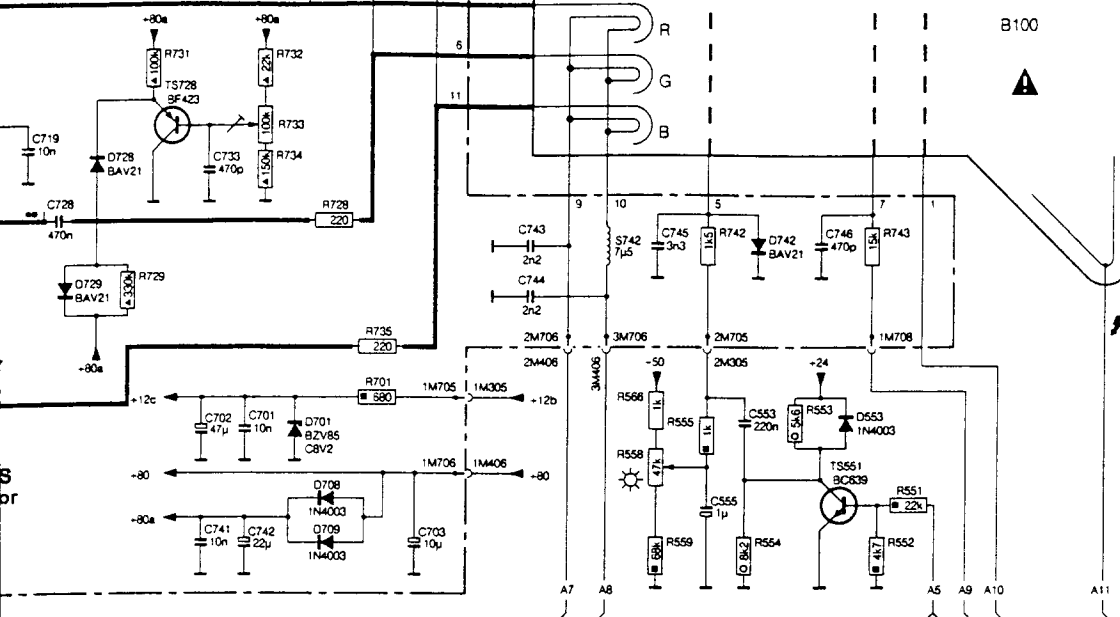 +80a
+80a
R731
100k
R732
22k
TS728
BF423
R733
100k
R734
150k
C719
10n
D728
BAV21
C733
470p
C728
470n
R728
220
D729
BAV21
R729
330k
+80a
R735
220
6
11
R
G
B
B100
9
10
5
7
1
C743
2n2
C744
2n2
S742
7µ5
C745
3n3
1k5
R742
D742
BAV21
C746
470p
15k
R743
2M706
3M706
2M705
1M708
2M406
3M406
2M305
+12c
R701
680
1M705
1M305
+12b
C702
47µ
C701
10n
D701
BZV85
C8V2
+80
1M706
1M406
+80
D708
1N4003
+80a
D709
1N4003
C741
10n
C742
22µ
C703
10µ
-50
R566
1k
R555
1k
R558
47k
C553
220n
+24
5k6
R553
D553
1N4003
TS551
BC639
R551
22k
C555
1µ
R559
68k
8k2
R554
4k7
R552
S
or
A7
A8
A5
A9
A10
A11